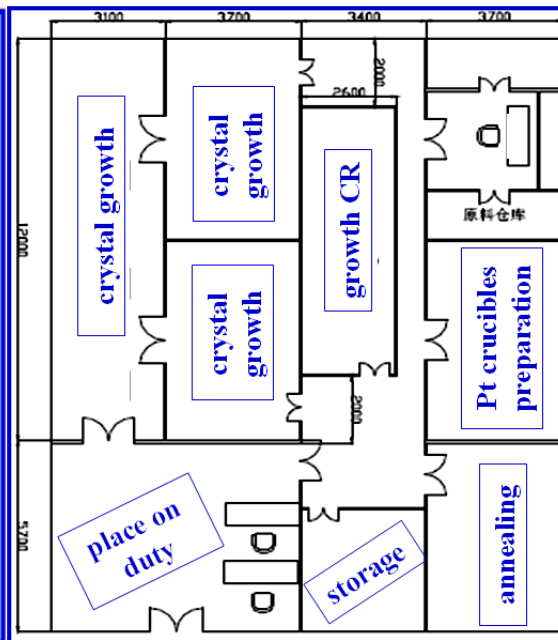 3100 3700 3400 3700
2000
2600
crystal growth
crystal
growth
growth CR
原料仓库
12000
crystal
growth
Pt crucibles
preparation
2000
5700
place on
duty
storage
annealing